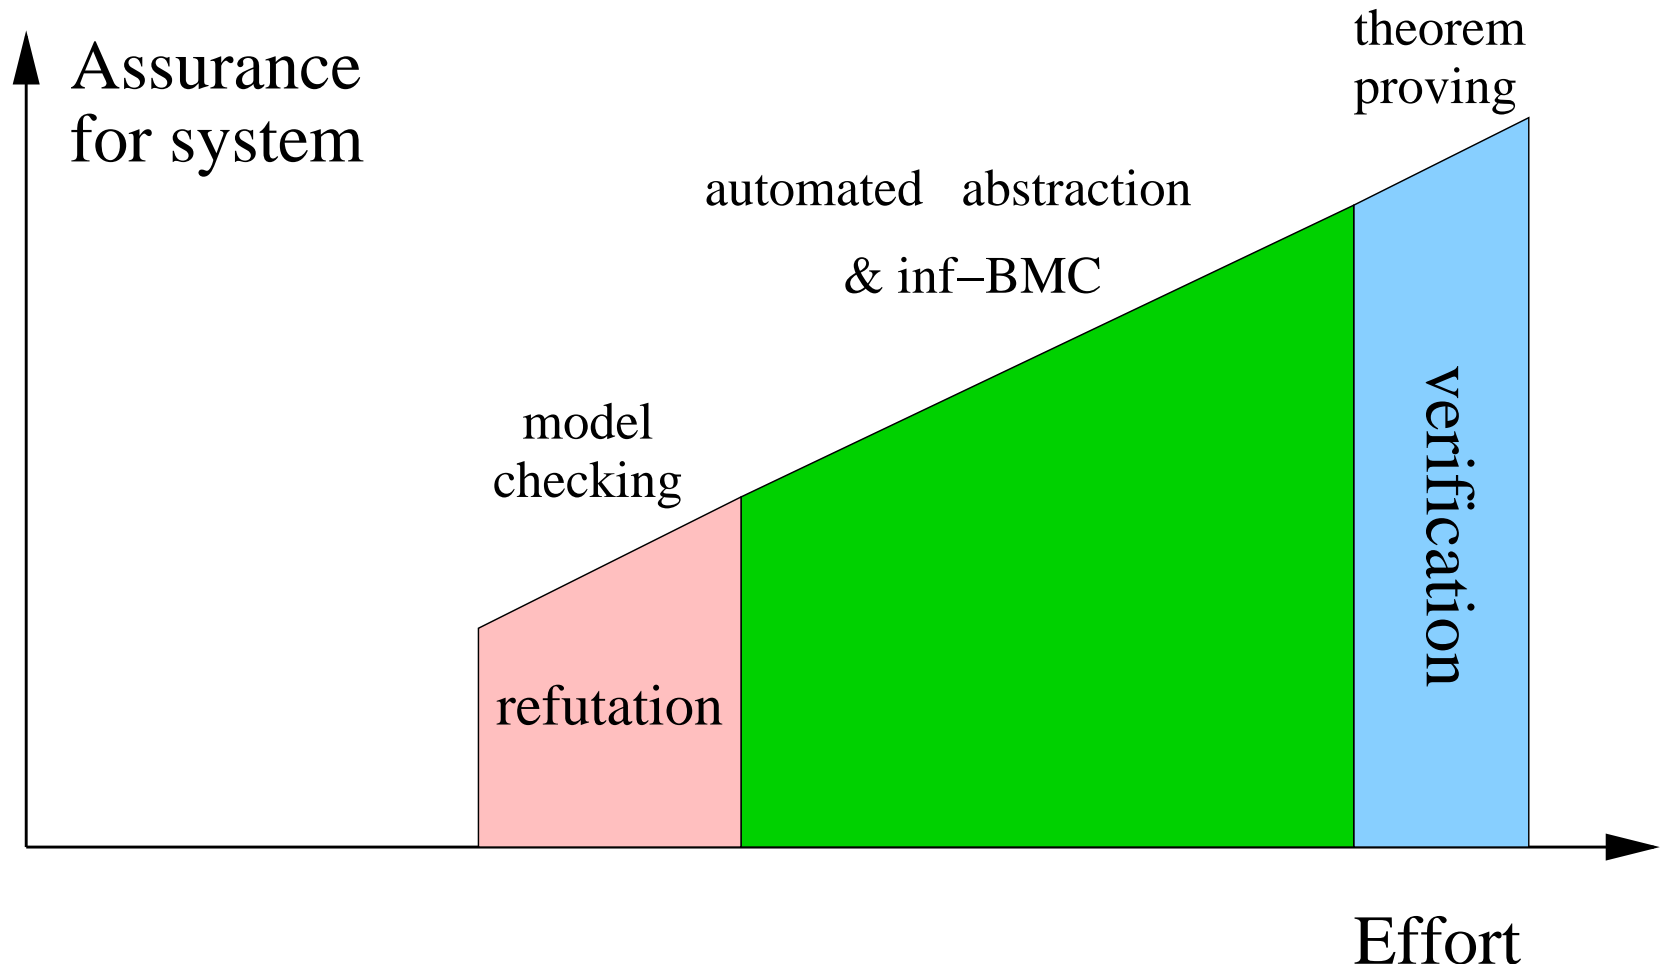 Assurance
for system
theorem
proving
automated abstraction
& inf−BMC
model
checking
refutation
verification
Effort